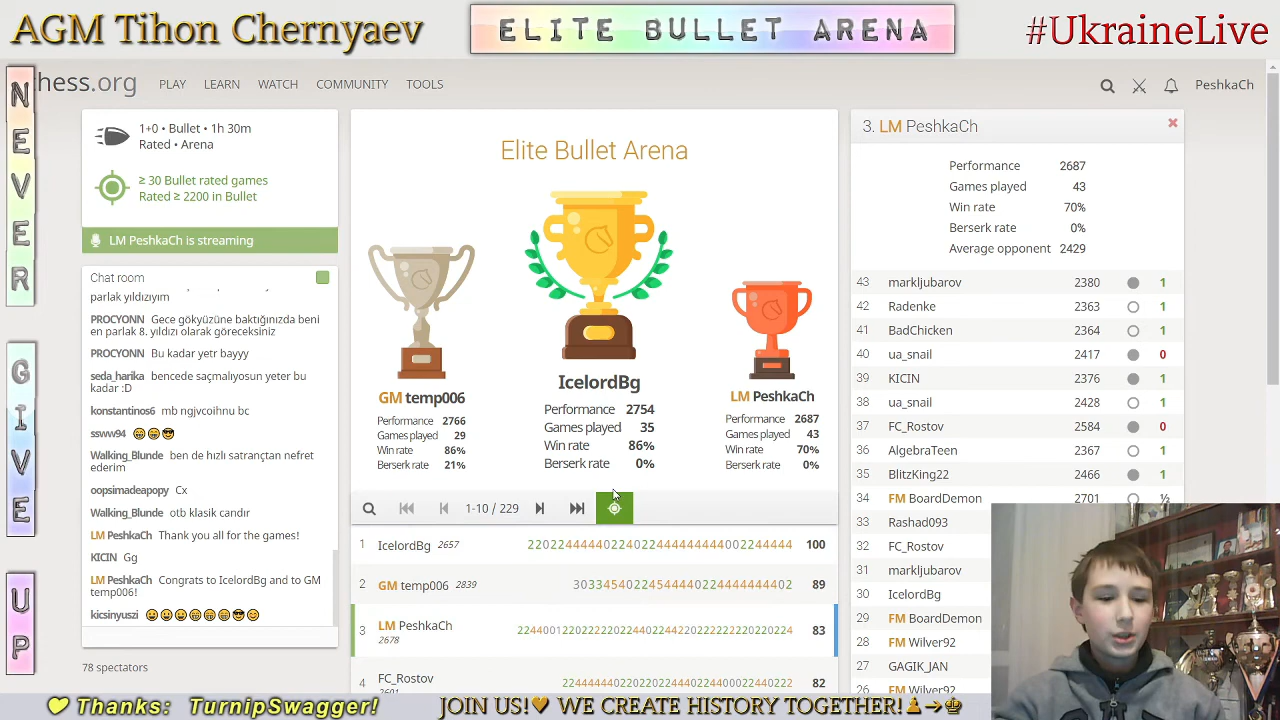 AGM Tihon Chernyaev
ELITE BULLET ARENA
#UkraineLive
NEVER
GIVE
UP
hess.org PLAY LEARN WATCH COMMUNITY TOOLS PeshkaCh
1+0 • Bullet • 1h 30m
Rated • Arena
≥ 30 Bullet rated games
Rated ≥ 2200 in Bullet
LM PeshkaCh is streaming
Chat room
parlak yıldızıyım
PROCYONN Gece gökyüzüne baktığınızda beni
en parlak 8. yıldızı olarak göreceksiniz
PROCYONN Bu kadar yetr bayyy
seda_harika bencede saçmalıyosun yeter bu
kadar :D
konstantinos6 mb ngjvcoihnu bc
ssww94 😁😁😎
Walking_Blunde ben de hızlı satrançtan nefret
ederim
oopsimadeapopy Cx
Walking_Blunde otb klasik candır
LM PeshkaCh Thank you all for the games!
KICIN Gg
LM PeshkaCh Congrats to IcelordBg and to GM
temp006!
kicsinyuszi 😀😀😀😁😁😁😎😊
78 spectators
Elite Bullet Arena
GM temp006
Performance 2766
Games played 29
Win rate 86%
Berserk rate 21%
IcelordBg
Performance 2754
Games played 35
Win rate 86%
Berserk rate 0%
LM PeshkaCh
Performance 2687
Games played 43
Win rate 70%
Berserk rate 0%
1-10 / 229
1 IcelordBg 2657 22022444440224022444444444400224444 100
2 GM temp006 2839 30334540224544440224444444402 89
3 LM PeshkaCh 2678 2244001220222220224402244220222222202202244 83
4 FC_Rostov 82
3. LM PeshkaCh
Performance 2687
Games played 43
Win rate 70%
Berserk rate 0%
Average opponent 2429
43 markljubarov 2380 1
42 Radenke 2363 1
41 BadChicken 2364 1
40 ua_snail 2417 0
39 KICIN 2376 1
38 ua_snail 2428 1
37 FC_Rostov 2584 0
36 AlgebraTeen 2367 1
35 BlitzKing22 2466 1
34 FM BoardDemon 2701 ½
33 Rashad093
32 FC_Rostov
31 markljubarov
30 IcelordBg
29 FM BoardDemon
28 FM Wilver92
27 GAGIK_JAN
26 FM Wilver92
Thanks: TurnipSwagger!
JOIN US! WE CREATE HISTORY TOGETHER!